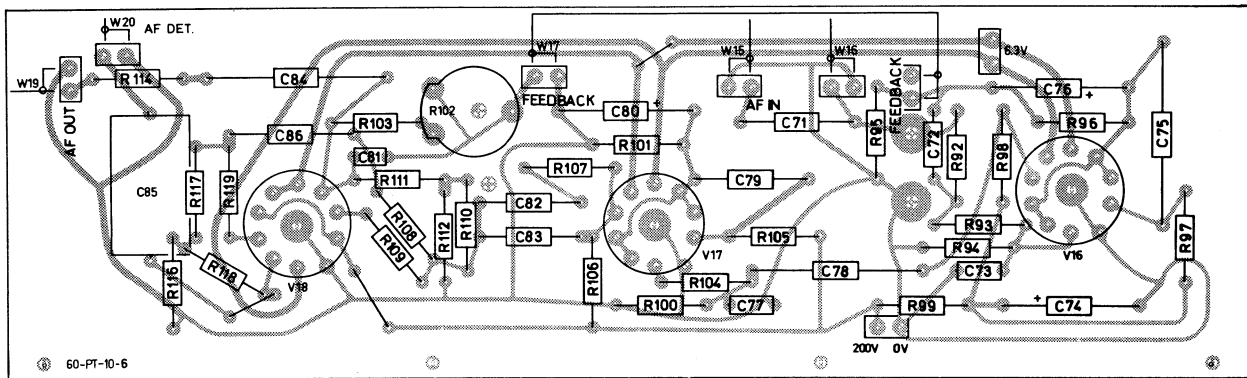 W20
AF DET.
W19
AF OUT
R114
C84
W17
FEEDBACK
W15
W16
AF IN
FEEDBACK
6.3V
C76
+
R102
R103
C80
+
C71
R95
C72
R92
R98
R96
C75
C86
C81
R101
C85
R117
R119
R111
R107
C79
R108
R112
R110
C82
C83
R109
R105
R93
R94
R97
V18
V17
V16
R116
R118
R106
R104
C78
C73
R100
C77
R99
+
C74
200V
0V
60-PT-10-6